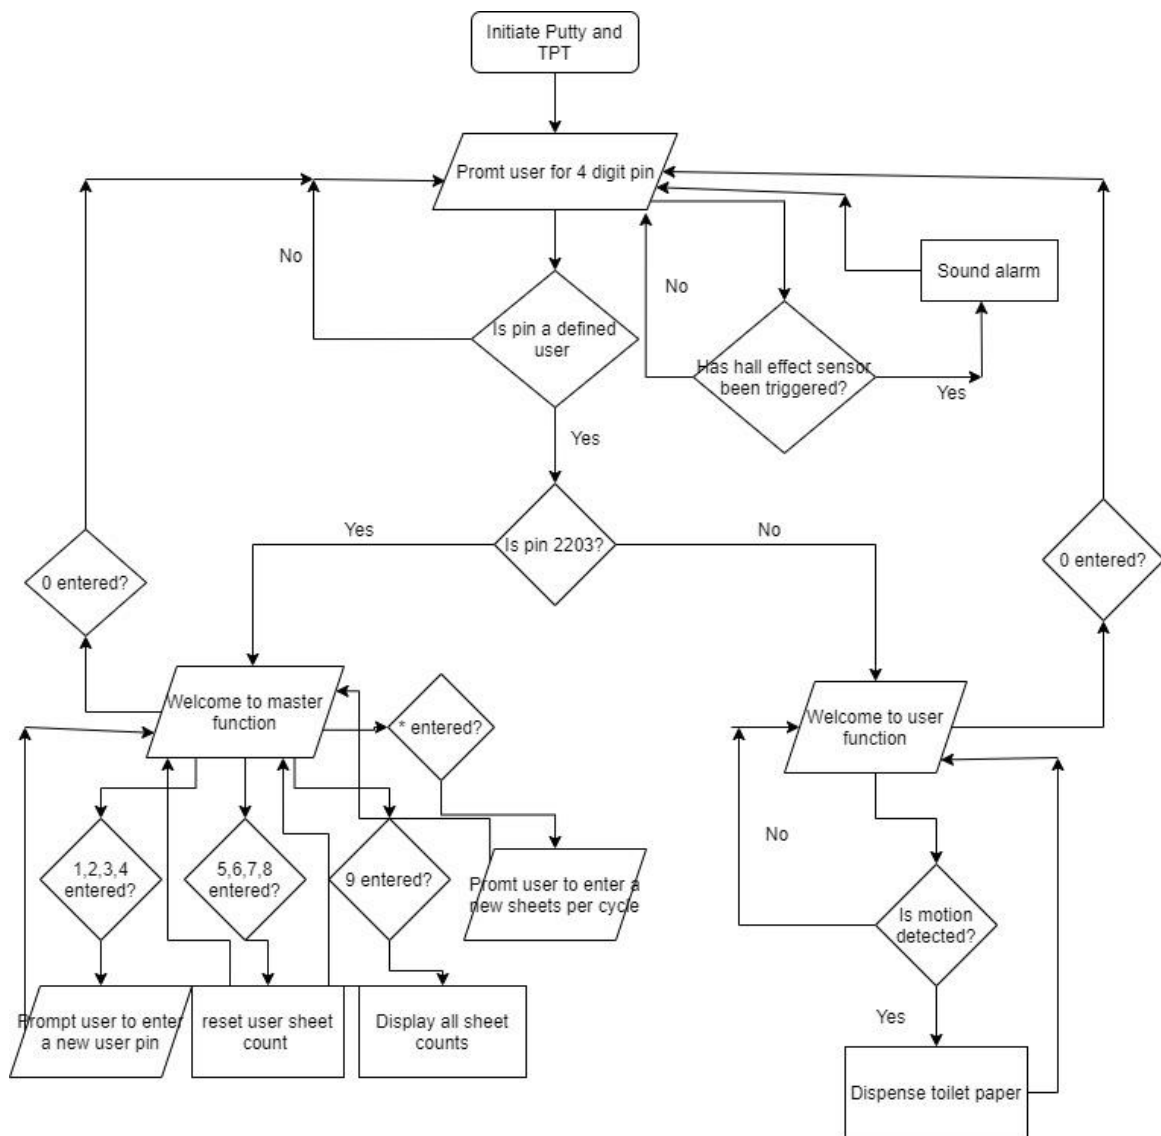 Initiate Putty and
TPT
Promt user for 4 digit pin
No
Sound alarm
No
Is pin a defined
user
Has hall effect sensor
been triggered?
Yes
Yes
Yes
Is pin 2203?
No
0 entered?
0 entered?
Welcome to master
function
* entered?
Welcome to user
function
No
1,2,3,4
entered?
5,6,7,8
entered?
9 entered?
Promt user to enter a
new sheets per cycle
Is motion
detected?
Yes
Prompt user to enter
a new user pin
reset user sheet
count
Display all sheet
counts
Dispense toilet paper